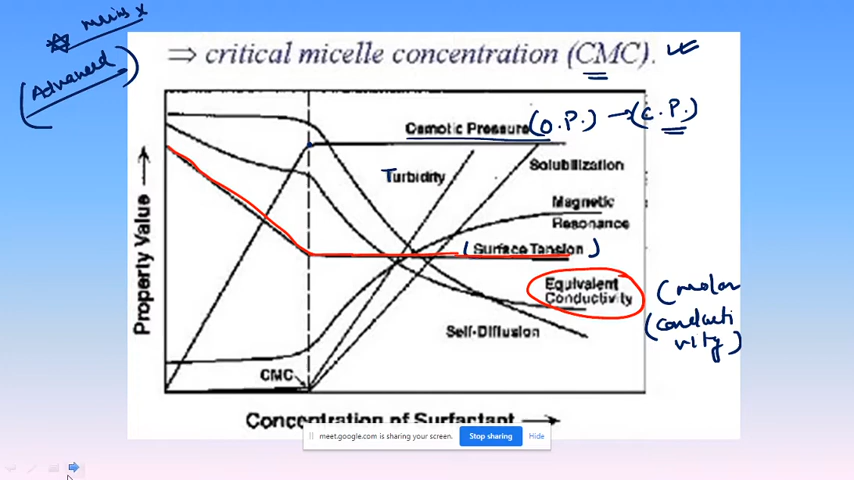 mains x
(Advanced)
⇒ critical micelle concentration (CMC).
Osmotic Pressure (O.P.) → (C.P.)
Turbidity
Solubilization
Magnetic
Resonance
(Surface Tension)
Equivalent
Conductivity
(molar
(conducti
vity)
Self-Diffusion
CMC
Property Value →
Concentration of Surfactant →
meet.google.com is sharing your screen. Stop sharing Hide